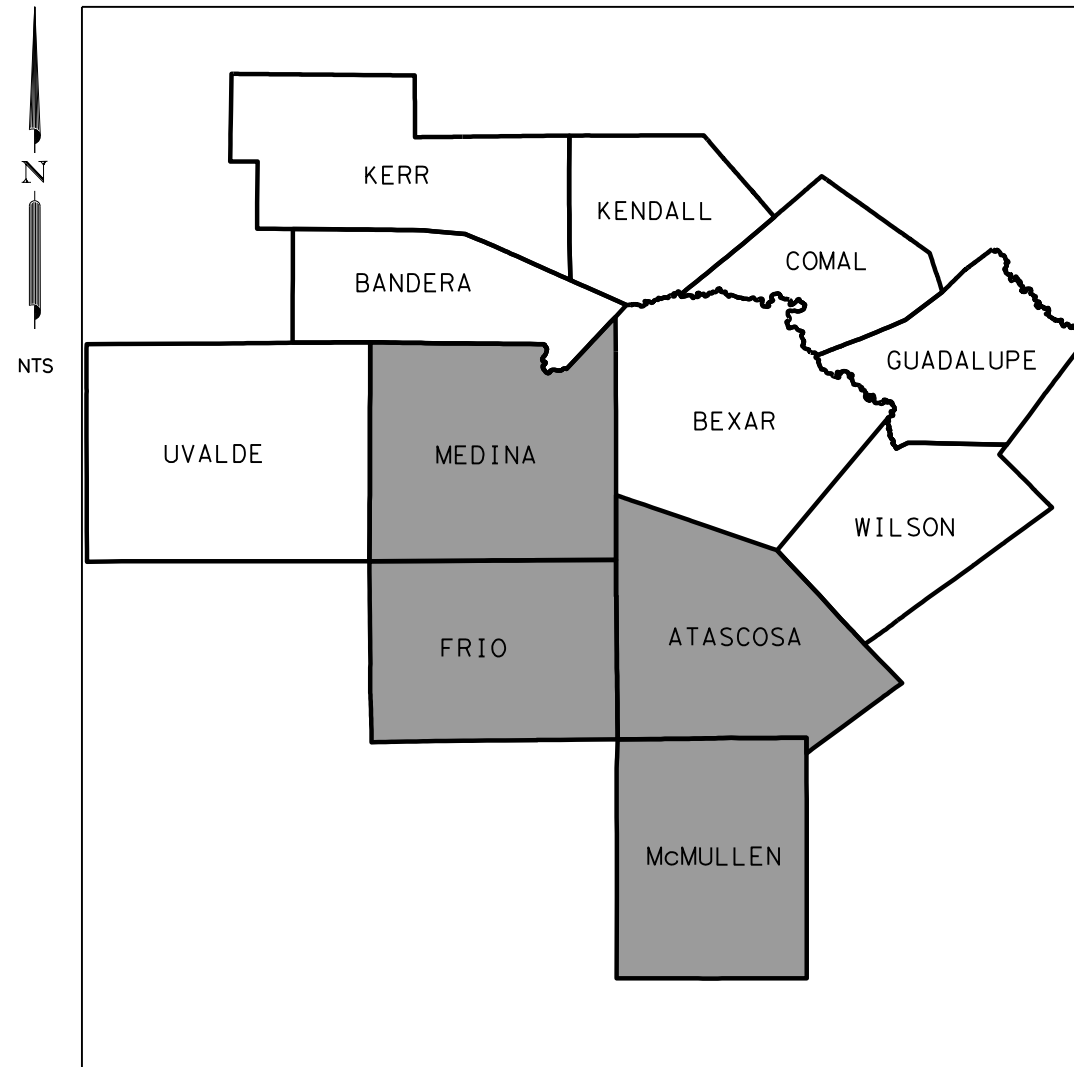 N
NTS
KERR
KENDALL
COMAL
BANDERA
GUADALUPE
BEXAR
UVALDE
MEDINA
WILSON
ATASCOSA
FRIO
McMULLEN